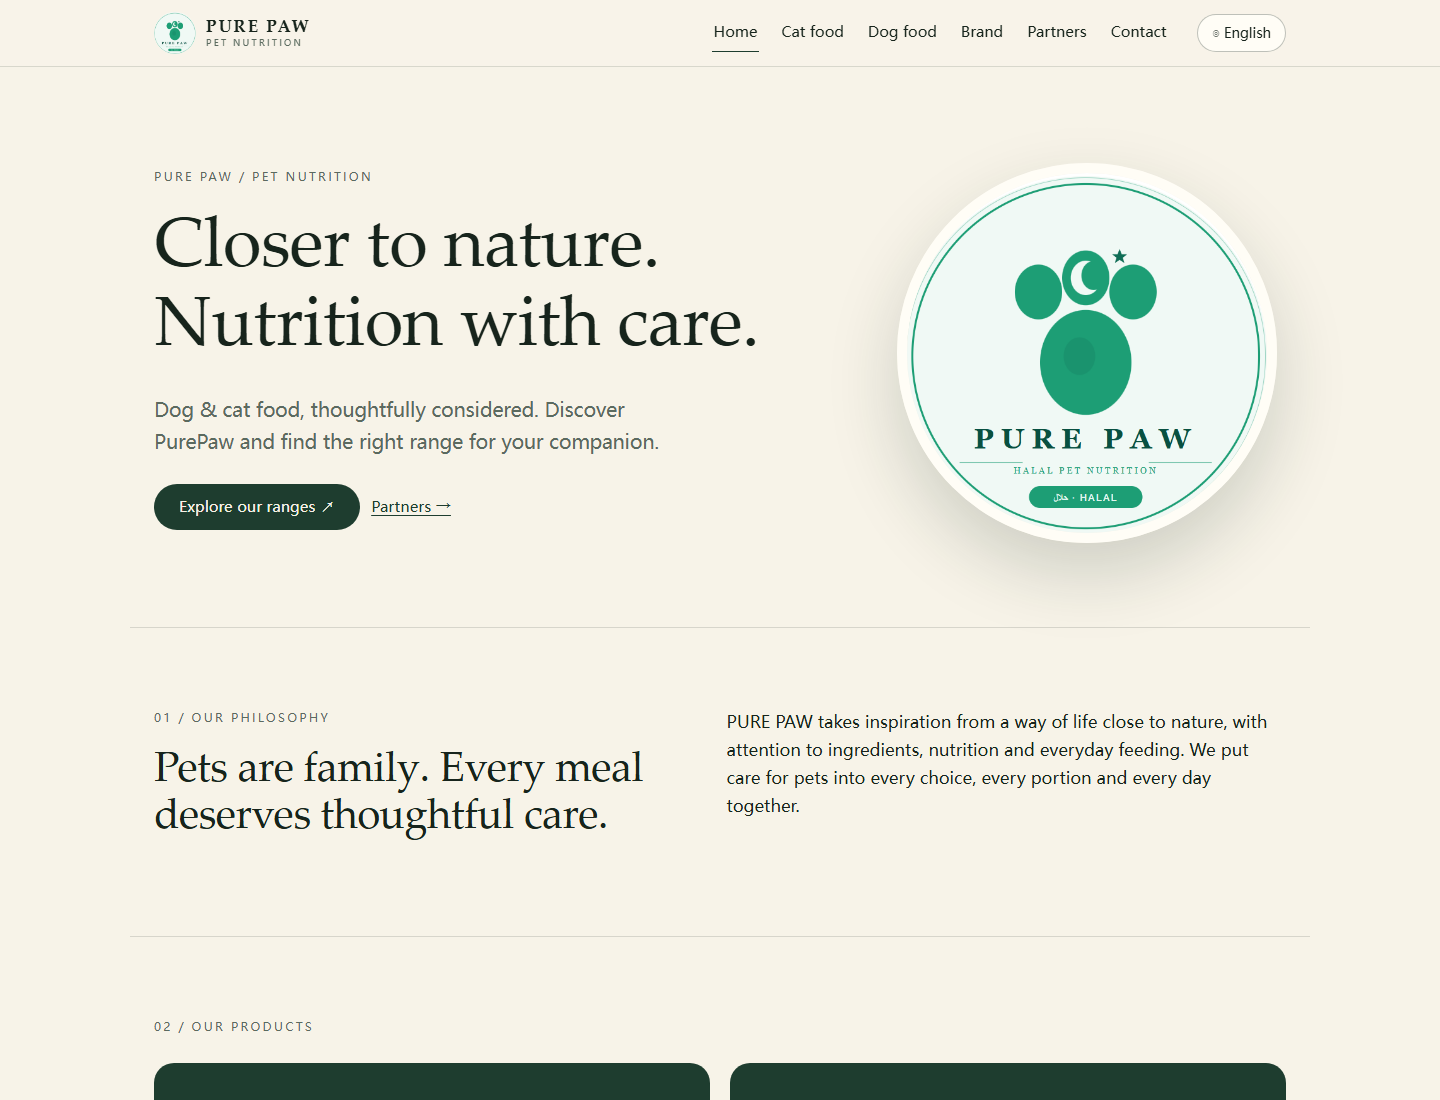 PURE PAW
PET NUTRITION
Home
Cat food
Dog food
Brand
Partners
Contact
English
PURE PAW / PET NUTRITION
Closer to nature.
Nutrition with care.
Dog & cat food, thoughtfully considered. Discover
PurePaw and find the right range for your companion.
Explore our ranges ↗
Partners →
PURE PAW
HALAL PET NUTRITION
حلال · HALAL
01 / OUR PHILOSOPHY
Pets are family. Every meal
deserves thoughtful care.
PURE PAW takes inspiration from a way of life close to nature, with
attention to ingredients, nutrition and everyday feeding. We put
care for pets into every choice, every portion and every day
together.
02 / OUR PRODUCTS